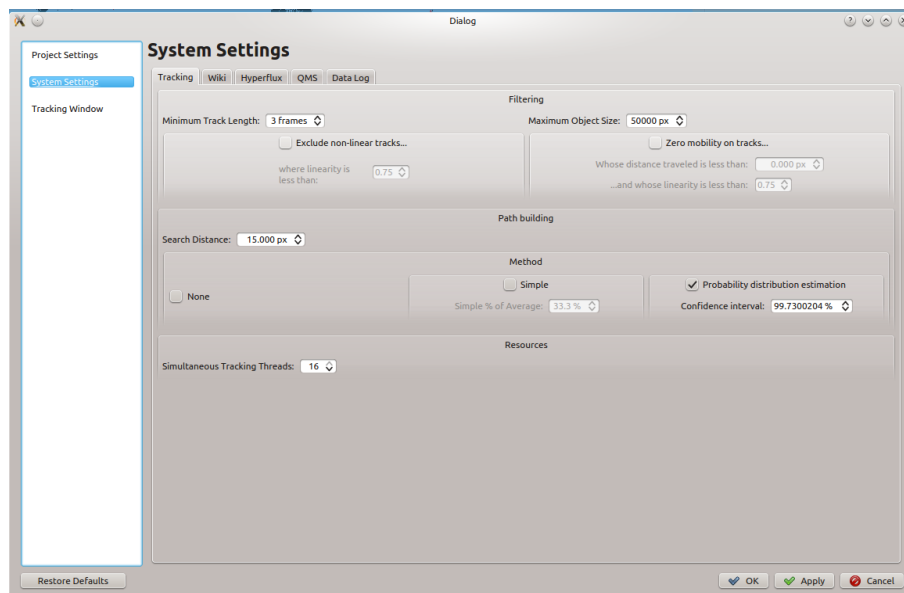 Dialog
Project Settings
System Settings
Tracking Window
System Settings
Tracking Wiki Hyperflux QMS Data Log
Filtering
Minimum Track Length: 3 frames Maximum Object Size: 50000 px
Exclude non-linear tracks...
where linearity is
less than: 0.75
Zero mobility on tracks...
Whose distance traveled is less than: 0.000 px
...and whose linearity is less than: 0.75
Path building
Search Distance: 15.000 px
Method
None
Simple
Simple % of Average: 33.3 %
Probability distribution estimation
Confidence interval: 99.7300204 %
Resources
Simultaneous Tracking Threads: 16
Restore Defaults OK Apply Cancel